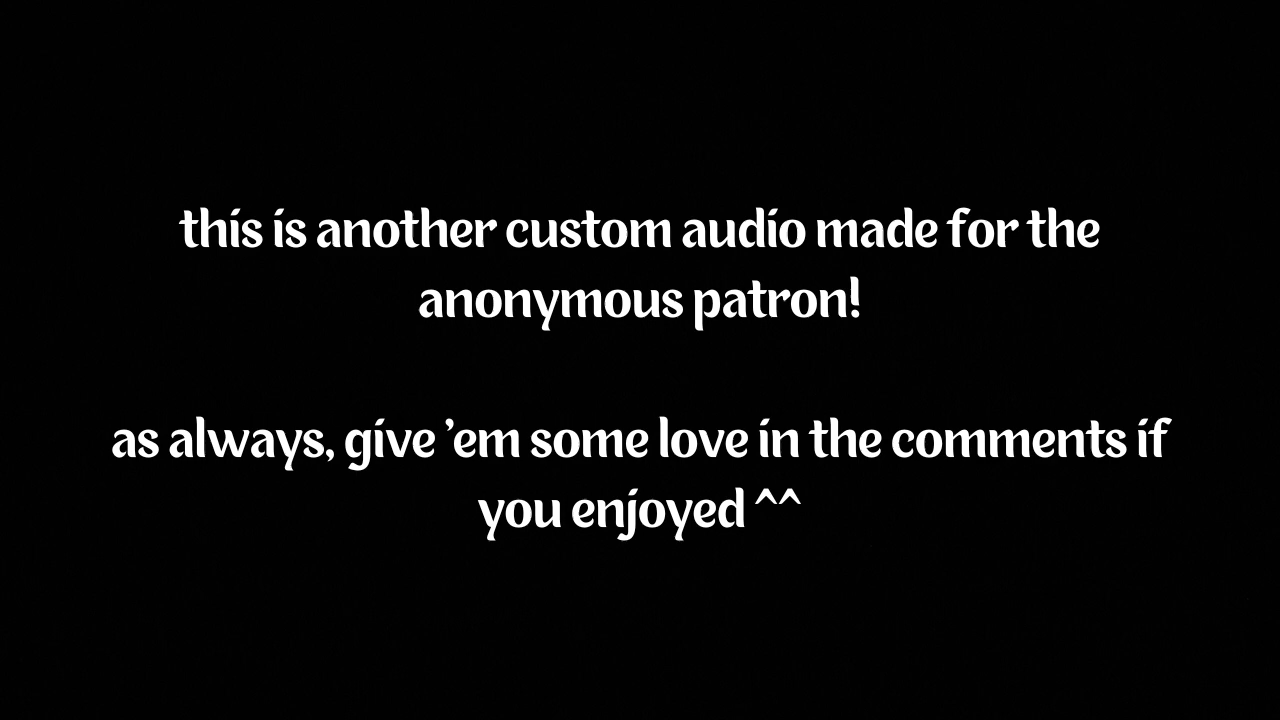 this is another custom audio made for the
anonymous patron!
as always, give 'em some love in the comments if
you enjoyed ^^